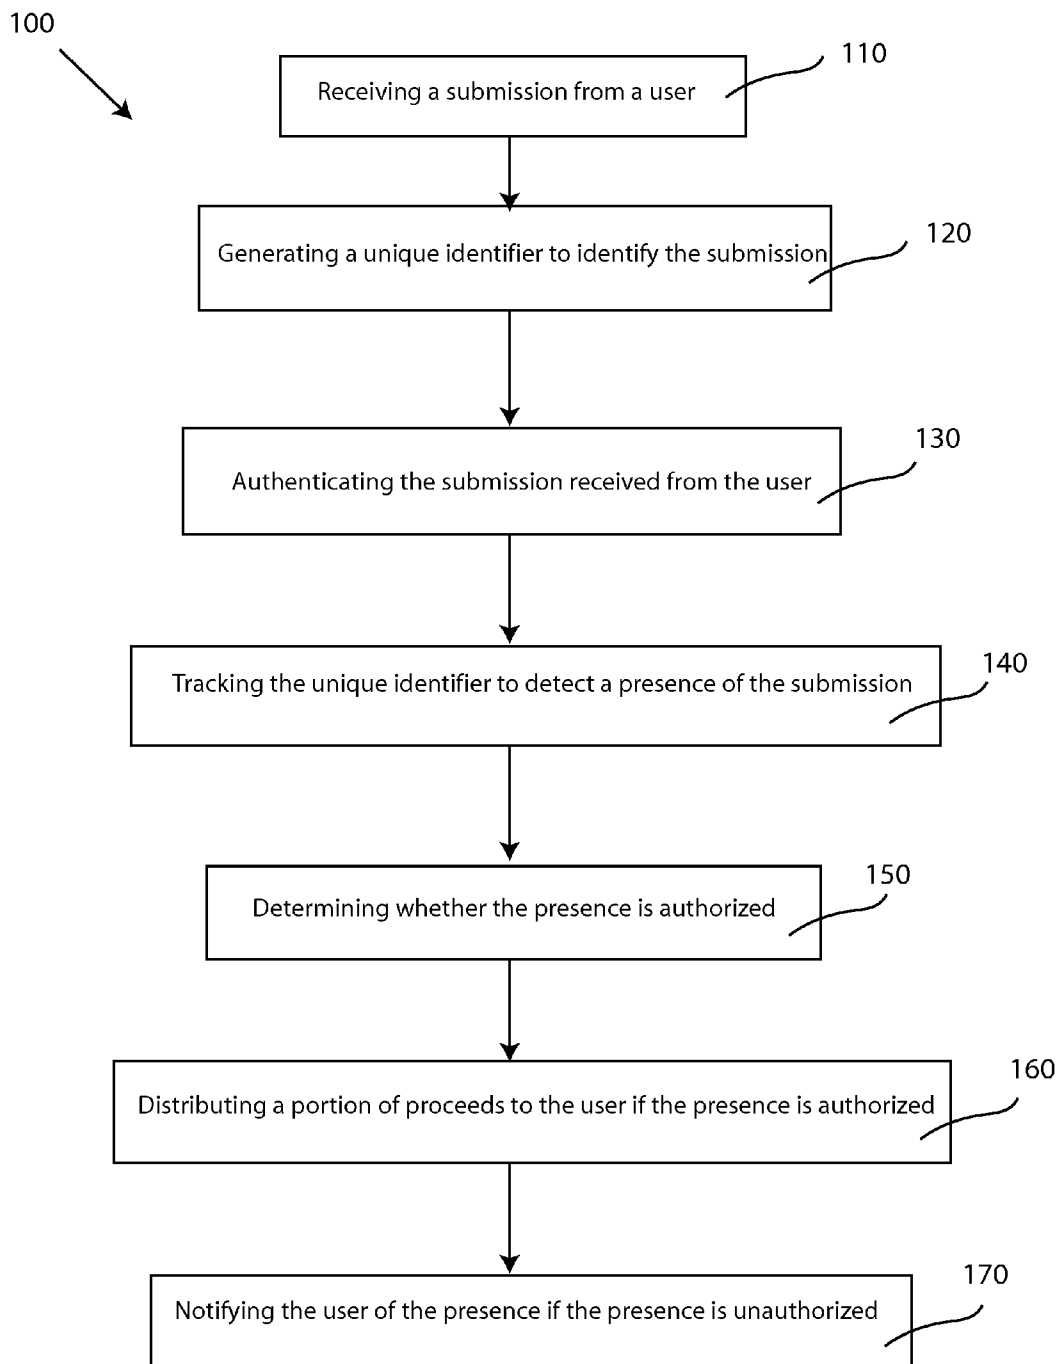 100
110
Receiving a submission from a user
120
Generating a unique identifier to identify the submission
130
Authenticating the submission received from the user
140
Tracking the unique identifier to detect a presence of the submission
150
Determining whether the presence is authorized
160
Distributing a portion of proceeds to the user if the presence is authorized
170
Notifying the user of the presence if the presence is unauthorized